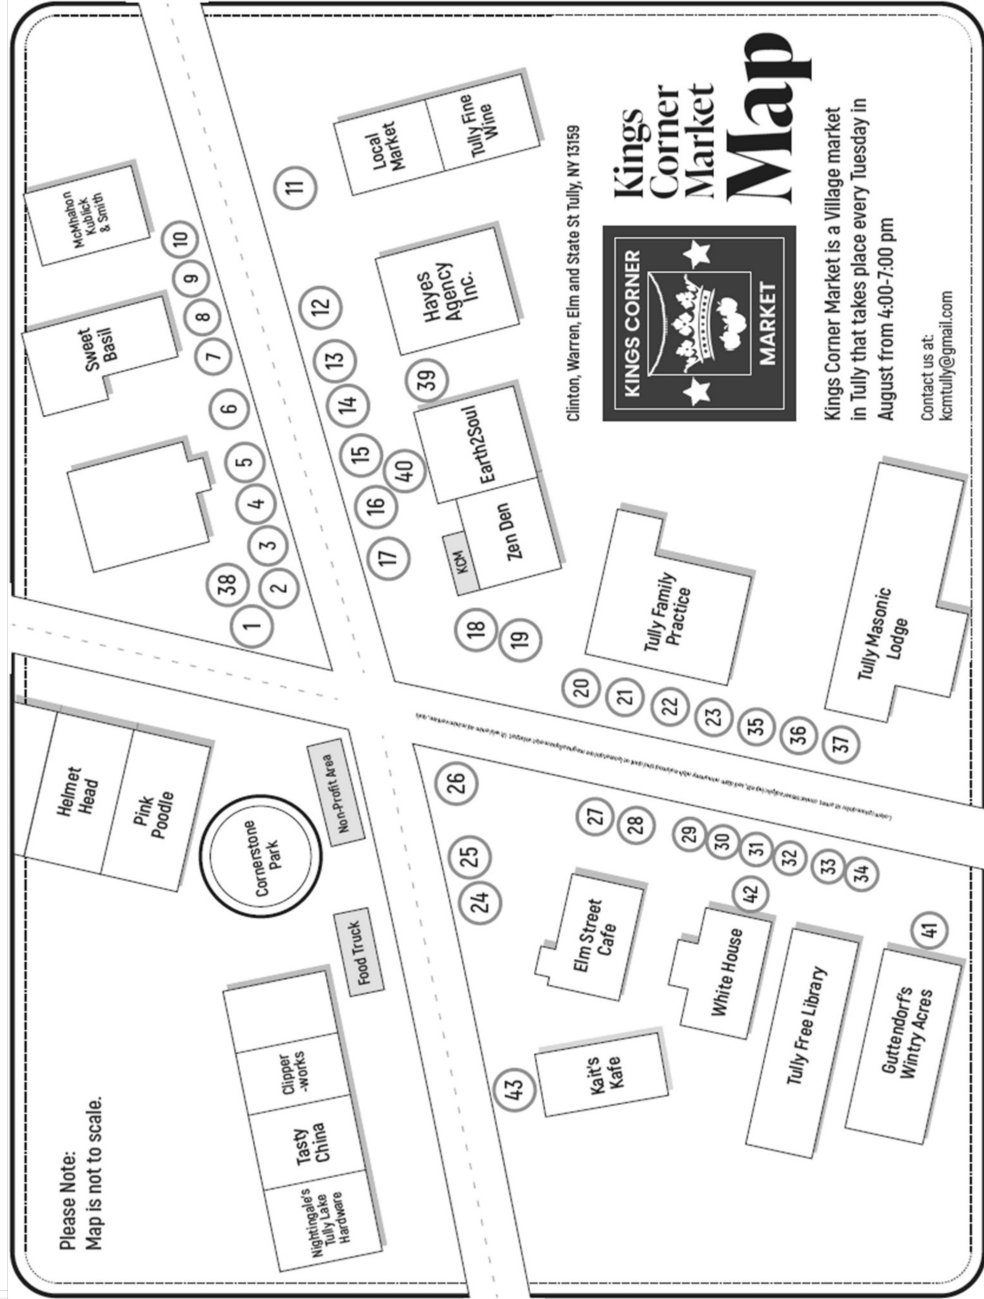 Please Note:
Map is not to scale.
Nightingale's
Tully Lake
Hardware
Tasty
China
Clipper
-works
Food Truck
Cornerstone
Park
Non-Profit Area
Helmet
Head
Pink
Poodle
1
38
2
3
4
5
6
7
8
9
10
Sweet
Basil
McMhahon
Kublick
& Smith
11
12
13
14
15
16
17
39
40
Local
Market
Tully Fine
Wine
Hayes
Agency
Inc.
Earth2Soul
Zen Den
KCM
18
19
20
21
22
23
35
36
37
Tully Family
Practice
Tully Masonic
Lodge
26
25
24
27
28
29
30
31
32
33
34
42
41
43
Elm Street
Cafe
Kait's
Kafe
White House
Tully Free Library
Guttendorf's
Wintry Acres
Clinton, Warren, Elm and State St Tully, NY 13159
KINGS CORNER
MARKET
Kings
Corner
Market
Map
Kings Corner Market is a Village market
in Tully that takes place every Tuesday in
August from 4:00-7:00 pm
Contact us at:
kcmtully@gmail.com